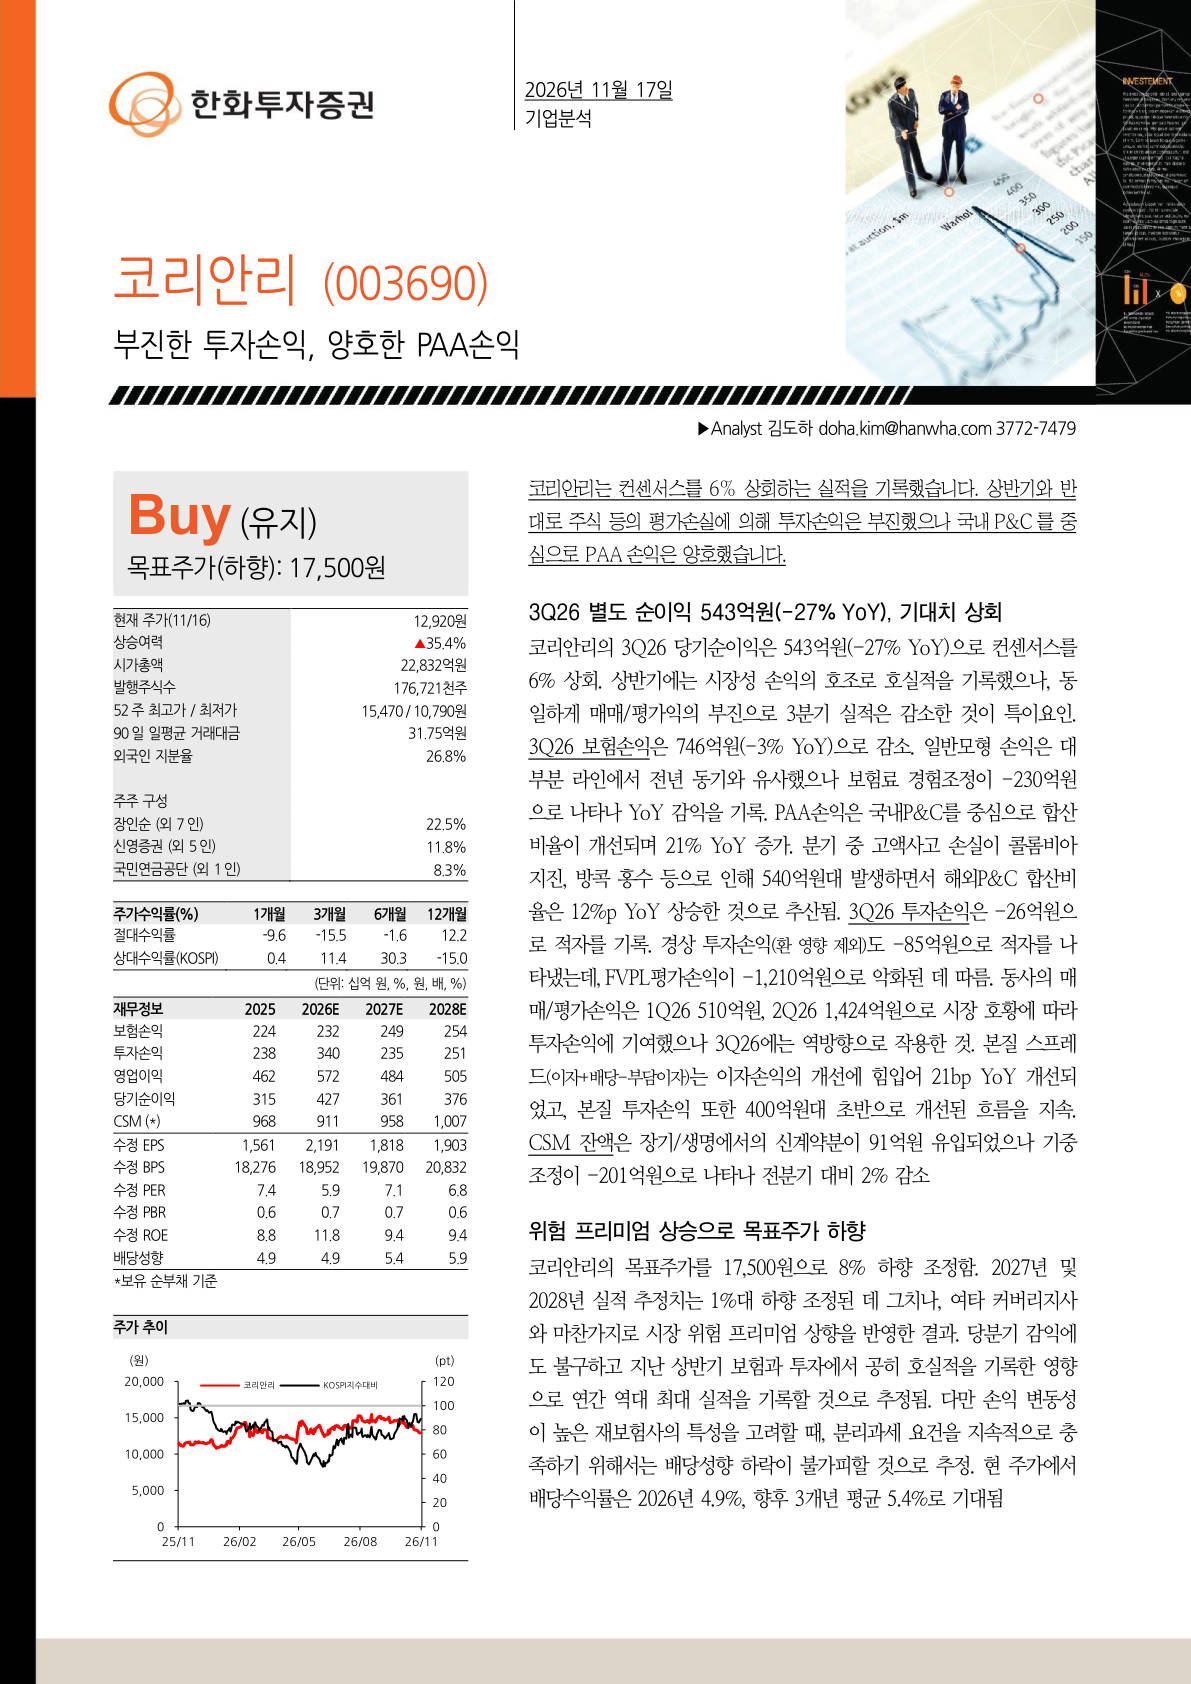 한화투자증권
2026년 11월 17일
기업분석
INVESTEMENT
Warhol
450
400
350
300
250
200
150
코리안리 (003690)
부진한 투자손익, 양호한 PAA손익
▶Analyst 김도하 doha.kim@hanwha.com 3772-7479
Buy (유지)
목표주가(하향): 17,500원
현재 주가(11/16) 12,920원
상승여력 ▲35.4%
시가총액 22,832억원
발행주식수 176,721천주
52 주 최고가 / 최저가 15,470 / 10,790원
90 일 일평균 거래대금 31.75억원
외국인 지분율 26.8%
주주 구성
장인순 (외 7 인) 22.5%
신영증권 (외 5 인) 11.8%
국민연금공단 (외 1 인) 8.3%
주가수익률(%) 1개월 3개월 6개월 12개월
절대수익률 -9.6 -15.5 -1.6 12.2
상대수익률(KOSPI) 0.4 11.4 30.3 -15.0
(단위: 십억 원, %, 원, 배, %)
재무정보 2025 2026E 2027E 2028E
보험손익 224 232 249 254
투자손익 238 340 235 251
영업이익 462 572 484 505
당기순이익 315 427 361 376
CSM (*) 968 911 958 1,007
수정 EPS 1,561 2,191 1,818 1,903
수정 BPS 18,276 18,952 19,870 20,832
수정 PER 7.4 5.9 7.1 6.8
수정 PBR 0.6 0.7 0.7 0.6
수정 ROE 8.8 11.8 9.4 9.4
배당성향 4.9 4.9 5.4 5.9
*보유 순부채 기준
주가 추이
(원) (pt)
코리안리 KOSPI지수대비
20,000 120
100
15,000
80
10,000 60
40
5,000
20
0 0
25/11 26/02 26/05 26/08 26/11
코리안리는 컨센서스를 6% 상회하는 실적을 기록했습니다. 상반기와 반
대로 주식 등의 평가손실에 의해 투자손익은 부진했으나 국내 P&C 를 중
심으로 PAA 손익은 양호했습니다.
3Q26 별도 순이익 543억원(-27% YoY), 기대치 상회
코리안리의 3Q26 당기순이익은 543억원(-27% YoY)으로 컨센서스를
6% 상회. 상반기에는 시장성 손익의 호조로 호실적을 기록했으나, 동
일하게 매매/평가익의 부진으로 3분기 실적은 감소한 것이 특이요인.
3Q26 보험손익은 746억원(-3% YoY)으로 감소. 일반모형 손익은 대
부분 라인에서 전년 동기와 유사했으나 보험료 경험조정이 -230억원
으로 나타나 YoY 감익을 기록. PAA손익은 국내P&C를 중심으로 합산
비율이 개선되며 21% YoY 증가. 분기 중 고액사고 손실이 콜롬비아
지진, 방콕 홍수 등으로 인해 540억원대 발생하면서 해외P&C 합산비
율은 12%p YoY 상승한 것으로 추산됨. 3Q26 투자손익은 -26억원으
로 적자를 기록. 경상 투자손익(환 영향 제외)도 -85억원으로 적자를 나
타냈는데, FVPL평가손익이 -1,210억원으로 악화된 데 따름. 동사의 매
매/평가손익은 1Q26 510억원, 2Q26 1,424억원으로 시장 호황에 따라
투자손익에 기여했으나 3Q26에는 역방향으로 작용한 것. 본질 스프레
드(이자+배당-부담이자)는 이자손익의 개선에 힘입어 21bp YoY 개선되
었고, 본질 투자손익 또한 400억원대 초반으로 개선된 흐름을 지속.
CSM 잔액은 장기/생명에서의 신계약분이 91억원 유입되었으나 기중
조정이 -201억원으로 나타나 전분기 대비 2% 감소
위험 프리미엄 상승으로 목표주가 하향
코리안리의 목표주가를 17,500원으로 8% 하향 조정함. 2027년 및
2028년 실적 추정치는 1%대 하향 조정된 데 그치나, 여타 커버리지사
와 마찬가지로 시장 위험 프리미엄 상향을 반영한 결과. 당분기 감익에
도 불구하고 지난 상반기 보험과 투자에서 공히 호실적을 기록한 영향
으로 연간 역대 최대 실적을 기록할 것으로 추정됨. 다만 손익 변동성
이 높은 재보험사의 특성을 고려할 때, 분리과세 요건을 지속적으로 충
족하기 위해서는 배당성향 하락이 불가피할 것으로 추정. 현 주가에서
배당수익률은 2026년 4.9%, 향후 3개년 평균 5.4%로 기대됨